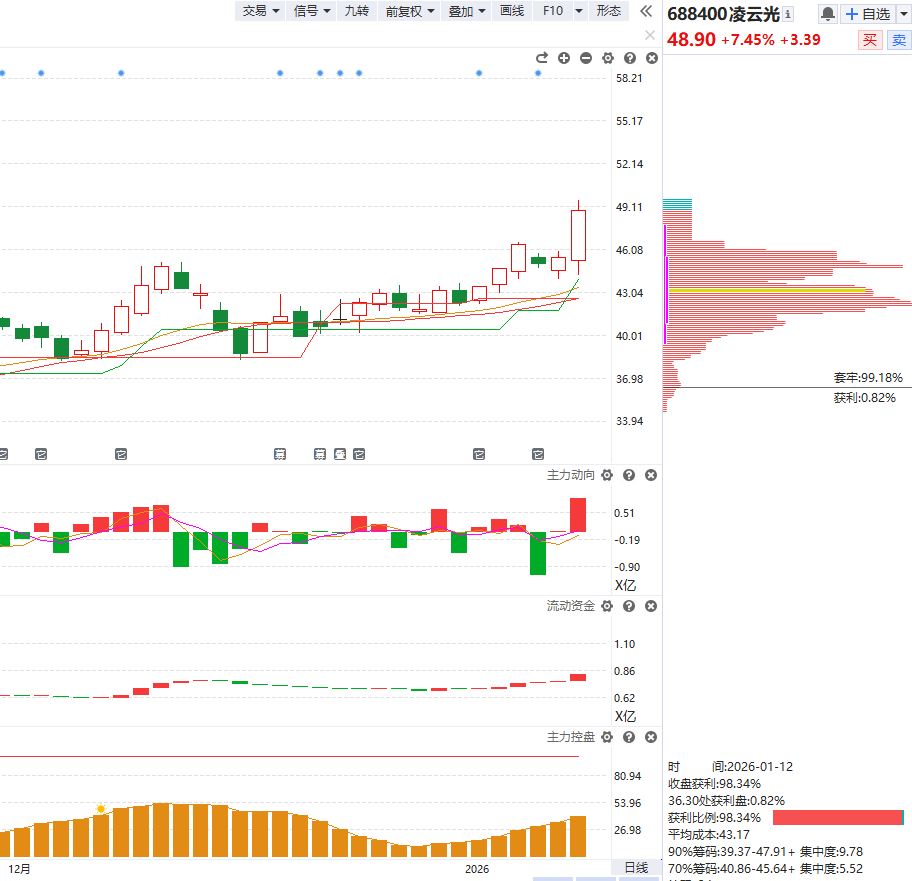 交易 信号 九转 前复权 叠加 画线 F10 形态
688400凌云光
自选
48.90 +7.45% +3.39
买 卖
58.21
55.17
52.14
49.11
46.08
43.04
40.01
36.98
33.94
套牢:99.18%
获利:0.82%
主力动向
0.51
-0.19
-0.90
X亿
流动资金
1.10
0.86
0.62
X亿
主力控盘
80.94
53.96
26.98
12月 2026 日线
时 间:2026-01-12
收盘获利:98.34%
36.30处获利盘:0.82%
获利比例:98.34%
平均成本:43.17
90%筹码:39.37-47.91+ 集中度:9.78
70%筹码:40.86-45.64+ 集中度:5.52